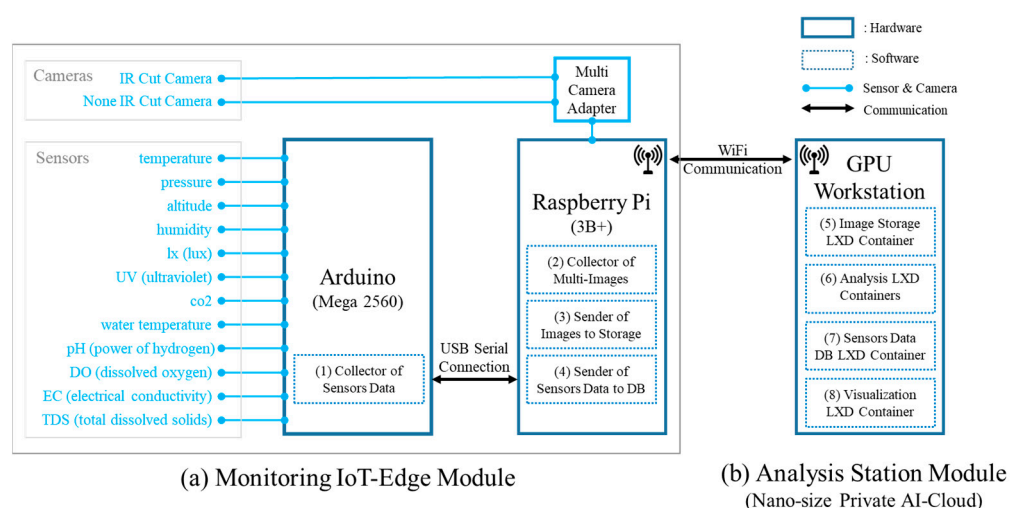 : Hardware
: Software
Sensor & Camera
Communication
Cameras
IR Cut Camera
None IR Cut Camera
Multi
Camera
Adapter
Sensors
temperature
pressure
altitude
humidity
lx (lux)
UV (ultraviolet)
co2
water temperature
pH (power of hydrogen)
DO (dissolved oxygen)
EC (electrical conductivity)
TDS (total dissolved solids)
Arduino
(Mega 2560)
(1) Collector of
Sensors Data
USB Serial
Connection
Raspberry Pi
(3B+)
(2) Collector of
Multi-Images
(3) Sender of
Images to Storage
(4) Sender of
Sensors Data to DB
WiFi
Communication
GPU
Workstation
(5) Image Storage
LXD Container
(6) Analysis LXD
Containers
(7) Sensors Data
DB LXD Container
(8) Visualization
LXD Container
(a) Monitoring IoT-Edge Module
(b) Analysis Station Module
(Nano-size Private AI-Cloud)